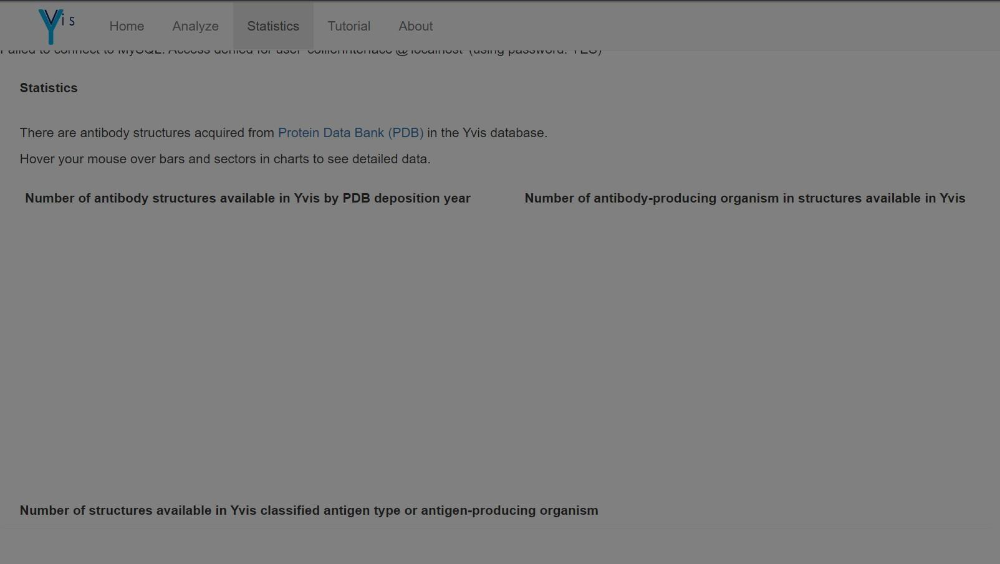 Yis
Home Analyze Statistics Tutorial About
Failed to connect to MySQL: Access denied for user @'localhost' (using password: YES)
Statistics
There are antibody structures acquired from Protein Data Bank (PDB) in the Yvis database.
Hover your mouse over bars and sectors in charts to see detailed data.
Number of antibody structures available in Yvis by PDB deposition year
Number of antibody-producing organism in structures available in Yvis
Number of structures available in Yvis classified antigen type or antigen-producing organism